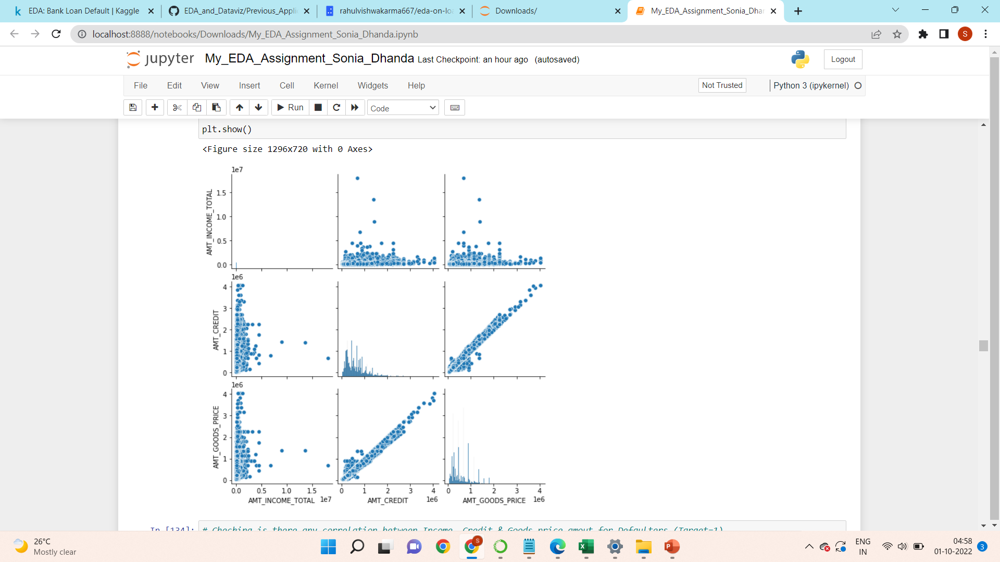 EDA: Bank Loan Default | Kaggle
EDA_and_Dataviz/Previous_Applic
rahulvishwakarma667/eda-on-loa
Downloads/
My_EDA_Assignment_Sonia_Dhan
localhost:8888/notebooks/Downloads/My_EDA_Assignment_Sonia_Dhanda.ipynb
S
jupyter My_EDA_Assignment_Sonia_Dhanda Last Checkpoint: an hour ago (autosaved)
Logout
File Edit View Insert Cell Kernel Widgets Help
Not Trusted
Python 3 (ipykernel)
Run
Code
plt.show()
<Figure size 1296x720 with 0 Axes>
1e7
AMT_INCOME_TOTAL
1.5
1.0
0.5
0.0
1e6
AMT_CREDIT
4
3
2
1
0
1e6
AMT_GOODS_PRICE
4
3
2
1
0
0.0 0.5 1.0 1.5
AMT_INCOME_TOTAL 1e7
0 1 2 3 4
AMT_CREDIT 1e6
0 1 2 3 4
AMT_GOODS_PRICE 1e6
In [134]: # Checking is there any correlation between Income, Credit & Goods price amout for Defaulters (Target=1)
26°C
Mostly clear
S
ENG
IN
04:58
01-10-2022
3